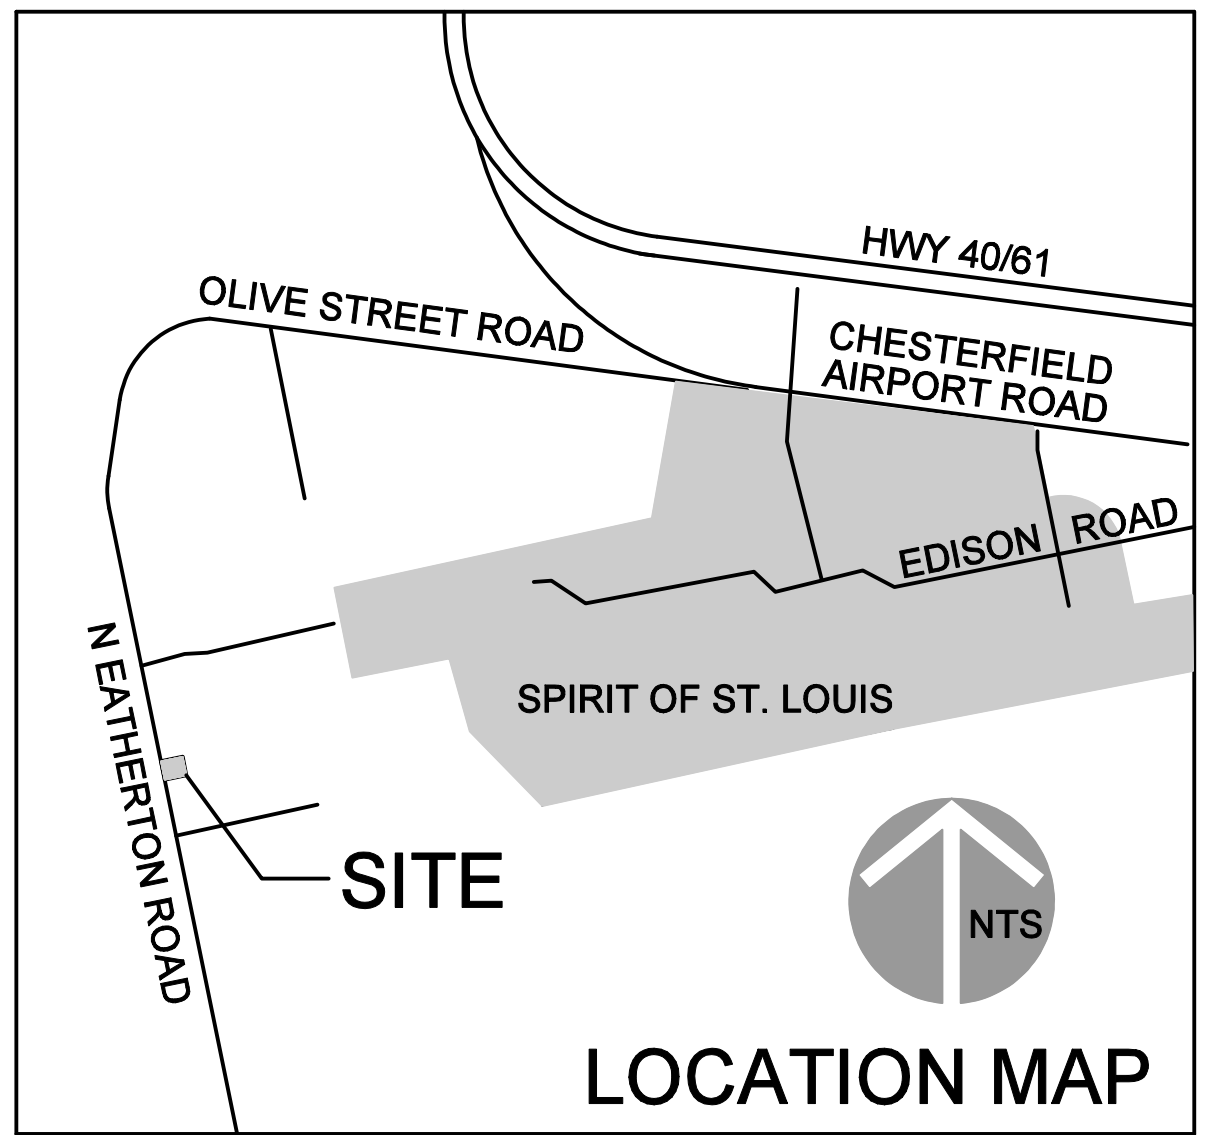 HWY 40/61
OLIVE STREET ROAD
CHESTERFIELD
AIRPORT ROAD
EDISON ROAD
N EATHERTON ROAD
SPIRIT OF ST. LOUIS
SITE
NTS
LOCATION MAP